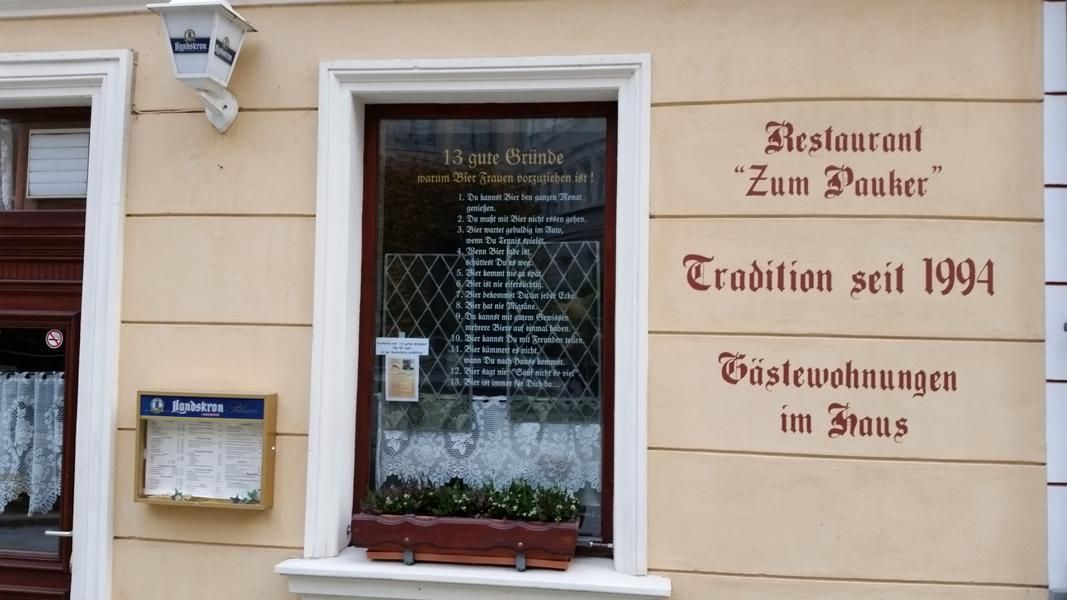 Landskron
13 gute Gründe
warum Bier Frauen vorzuziehen ist !
1. Du kannst Bier den ganzen Monat
genießen.
2. Du mußt mit Bier nicht essen gehen.
3. Bier wartet geduldig im Auto,
wenn Du Tennis spielst.
4. Wenn Bier fade ist,
schüttest Du es weg.
5. Bier kommt nie zu spät.
6. Bier ist nie eifersüchtig.
7. Bier bekommst Du an jeder Ecke.
8. Bier hat nie Migräne.
9. Du kannst mit gutem Gewissen
mehrere Biere auf einmal haben.
10. Bier kannst Du mit Freunden teilen.
11. Bier kümmert es nicht,
wann Du nach Hause kommst.
12. Bier sagt nie: "Sauf nicht so viel"
13. Bier ist immer für Dich da...
Landskron Pilsner
Restaurant
“Zum Pauker”
Tradition seit 1994
Gästewohnungen
im Haus